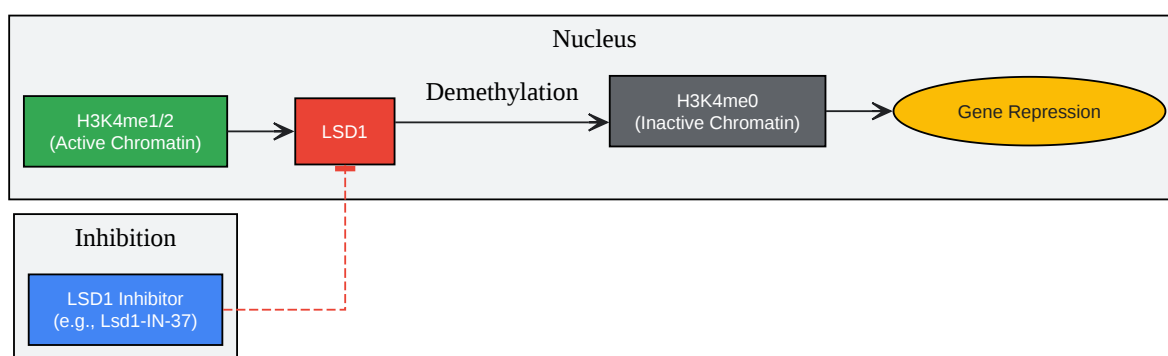 Nucleus
H3K4me1/2
(Active Chromatin)
LSD1
Demethylation
H3K4me0
(Inactive Chromatin)
Gene Repression
Inhibition
LSD1 Inhibitor
(e.g., Lsd1-IN-37)